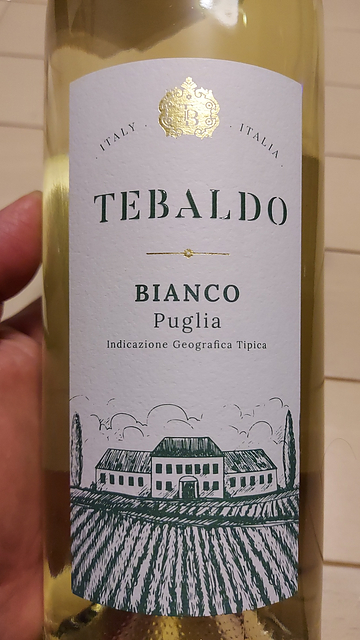 ITALY · ITALIA
TEBALDO
BIANCO
Puglia
Indicazione Geografica Tipica